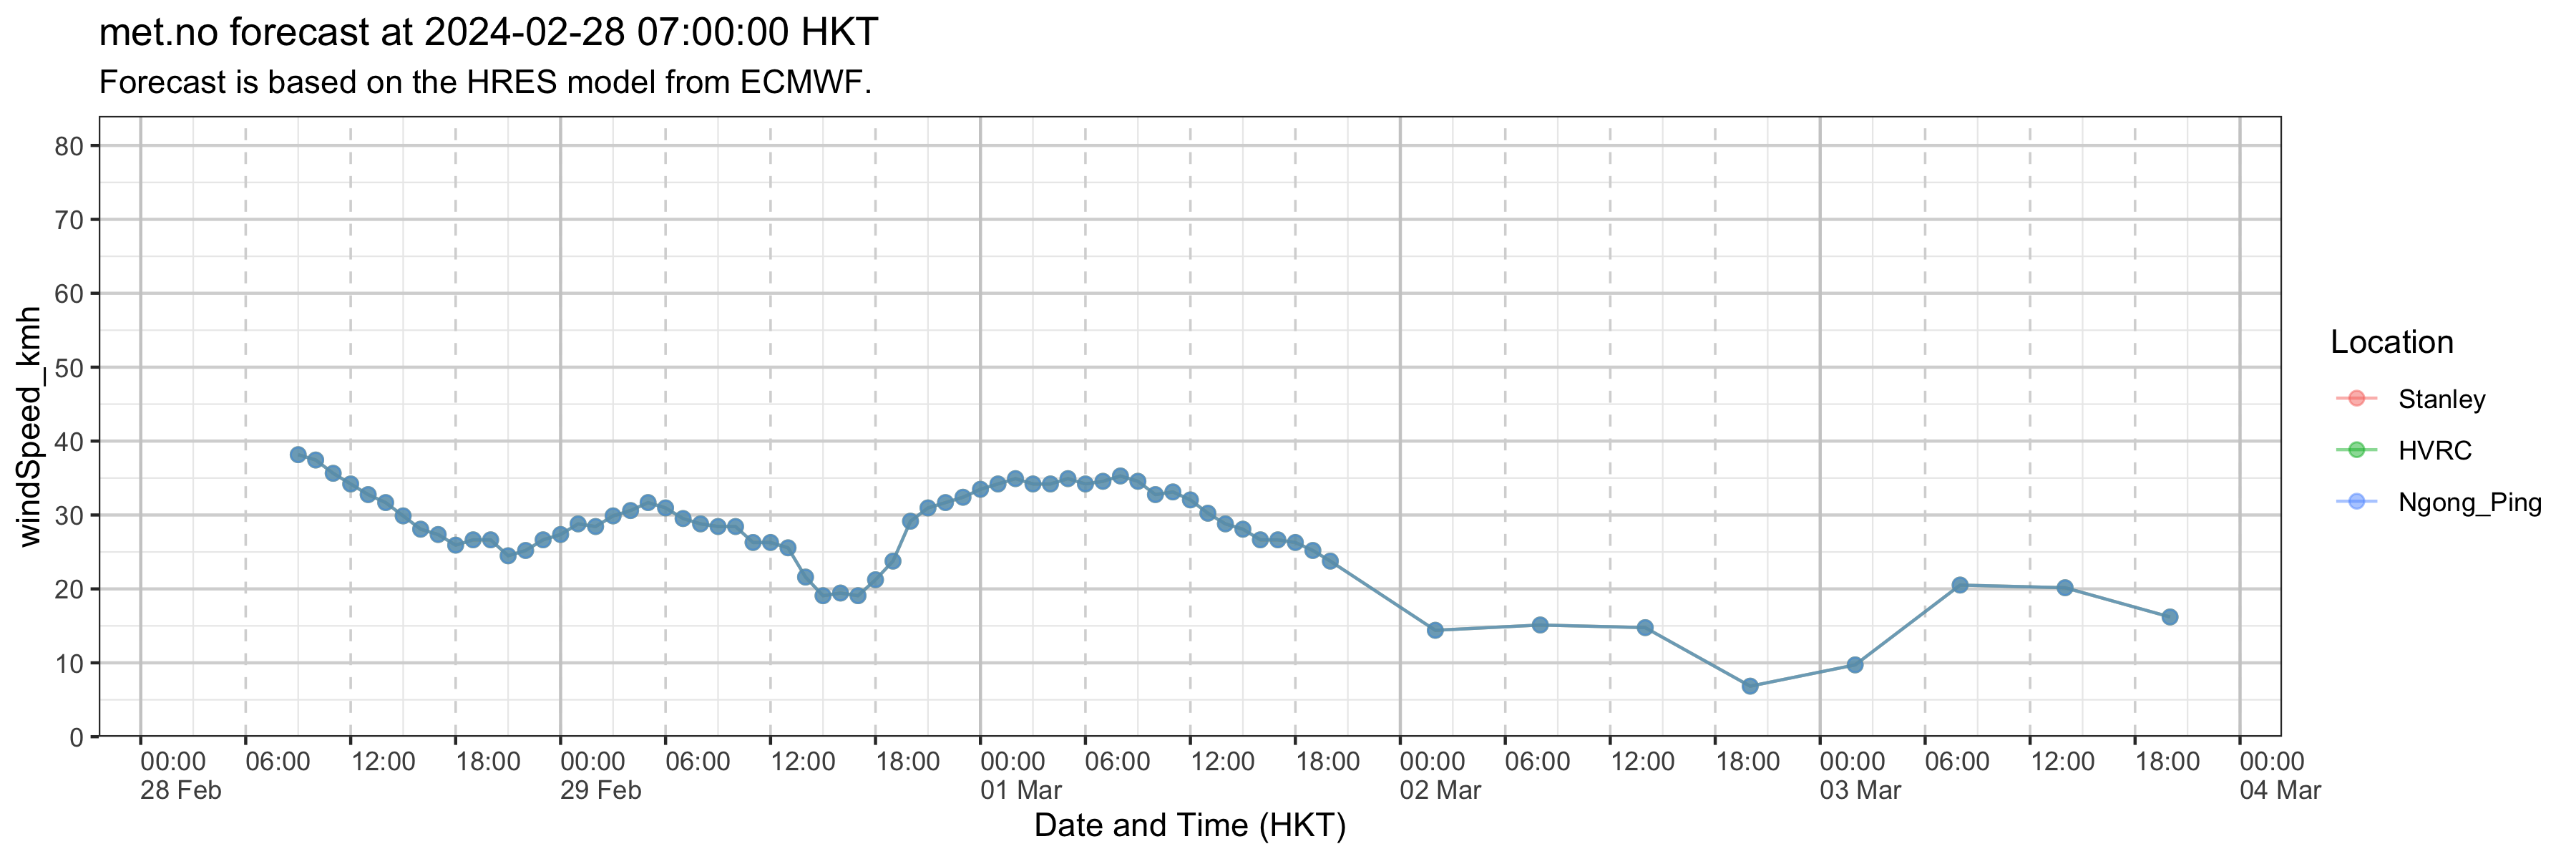 met.no forecast at 2024-02-28 07:00:00 HKT
Forecast is based on the HRES model from ECMWF.
windSpeed_kmh
80
70
60
50
40
30
20
10
0
00:00 06:00 12:00 18:00 00:00 06:00 12:00 18:00 00:00 06:00 12:00 18:00 00:00 06:00 12:00 18:00 00:00 06:00 12:00 18:00 00:00
28 Feb 29 Feb 01 Mar 02 Mar 03 Mar 04 Mar
Date and Time (HKT)
Location
Stanley
HVRC
Ngong_Ping